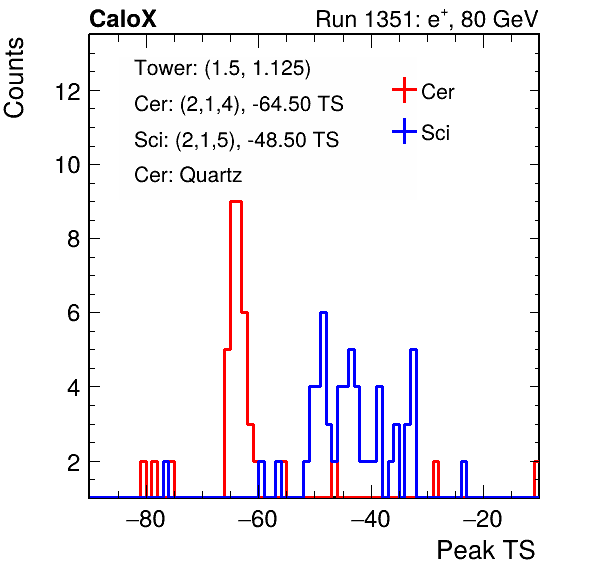 CaloX Run 1351: e⁺, 80 GeV
Counts
Tower: (1.5, 1.125)
Cer: (2,1,4), -64.50 TS
Sci: (2,1,5), -48.50 TS
Cer: Quartz
Cer
Sci
12
10
8
6
4
2
−80 −60 −40 −20
Peak TS